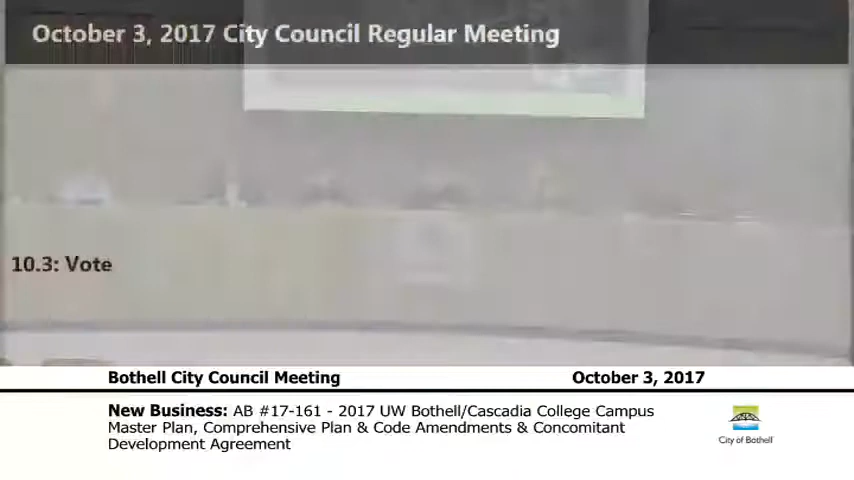 October 3, 2017 City Council Regular Meeting
10.3: Vote
Bothell City Council Meeting October 3, 2017
New Business: AB #17-161 - 2017 UW Bothell/Cascadia College Campus
Master Plan, Comprehensive Plan & Code Amendments & Concomitant
Development Agreement
City of Bothell